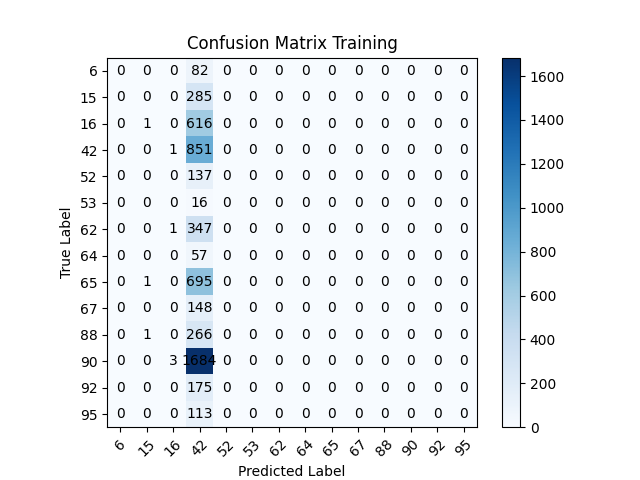 Confusion Matrix Training
6 0 0 0 82 0 0 0 0 0 0 0 0 0 0
15 0 0 0 285 0 0 0 0 0 0 0 0 0 0
16 0 1 0 616 0 0 0 0 0 0 0 0 0 0
42 0 0 1 851 0 0 0 0 0 0 0 0 0 0
52 0 0 0 137 0 0 0 0 0 0 0 0 0 0
53 0 0 0 16 0 0 0 0 0 0 0 0 0 0
62 0 0 1 347 0 0 0 0 0 0 0 0 0 0
64 0 0 0 57 0 0 0 0 0 0 0 0 0 0
65 0 1 0 695 0 0 0 0 0 0 0 0 0 0
67 0 0 0 148 0 0 0 0 0 0 0 0 0 0
88 0 1 0 266 0 0 0 0 0 0 0 0 0 0
90 0 0 3 1684 0 0 0 0 0 0 0 0 0 0
92 0 0 0 175 0 0 0 0 0 0 0 0 0 0
95 0 0 0 113 0 0 0 0 0 0 0 0 0 0
6 15 16 42 52 53 62 64 65 67 88 90 92 95
Predicted Label
True Label
1600
1400
1200
1000
800
600
400
200
0